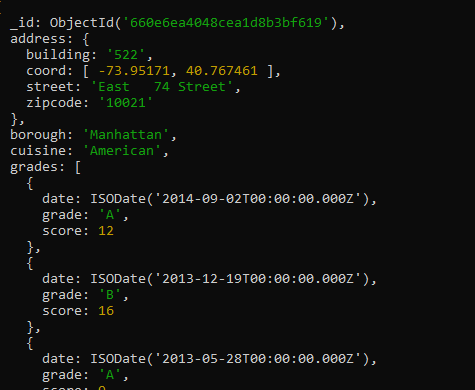 _id: ObjectId('660e6ea4048cea1d8b3bf619'),
address: {
building: '522',
coord: [ -73.95171, 40.767461 ],
street: 'East   74 Street',
zipcode: '10021'
},
borough: 'Manhattan',
cuisine: 'American',
grades: [
{
date: ISODate('2014-09-02T00:00:00.000Z'),
grade: 'A',
score: 12
},
{
date: ISODate('2013-12-19T00:00:00.000Z'),
grade: 'B',
score: 16
},
{
date: ISODate('2013-05-28T00:00:00.000Z'),
grade: 'A',